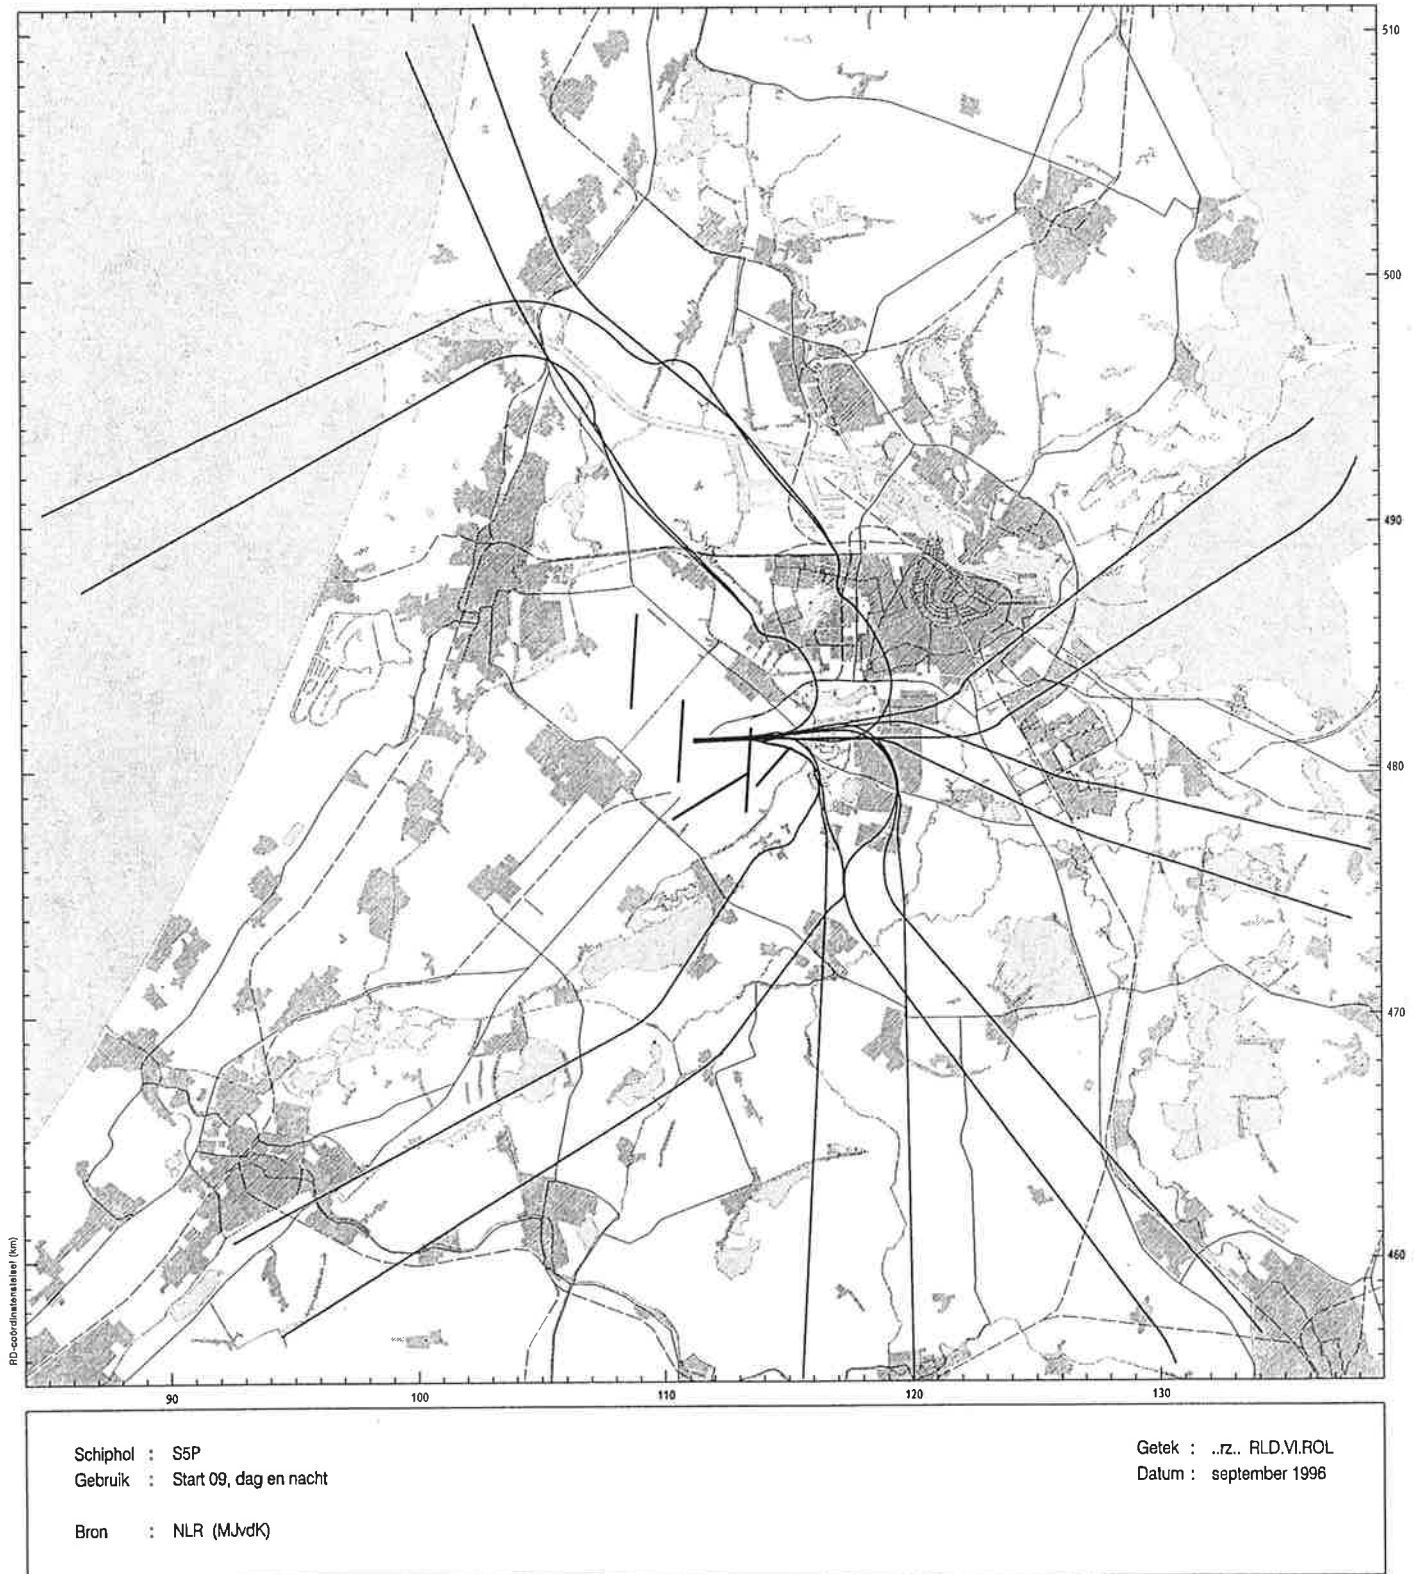 510
500
490
480
470
460
RD-coördinatenstelsel (km)
90
100
110
120
130
Schiphol : S5P
Gebruik : Start 09, dag en nacht
Bron : NLR (MJvdK)
Getek : ..rz.. RLD.VI.ROL
Datum : september 1996